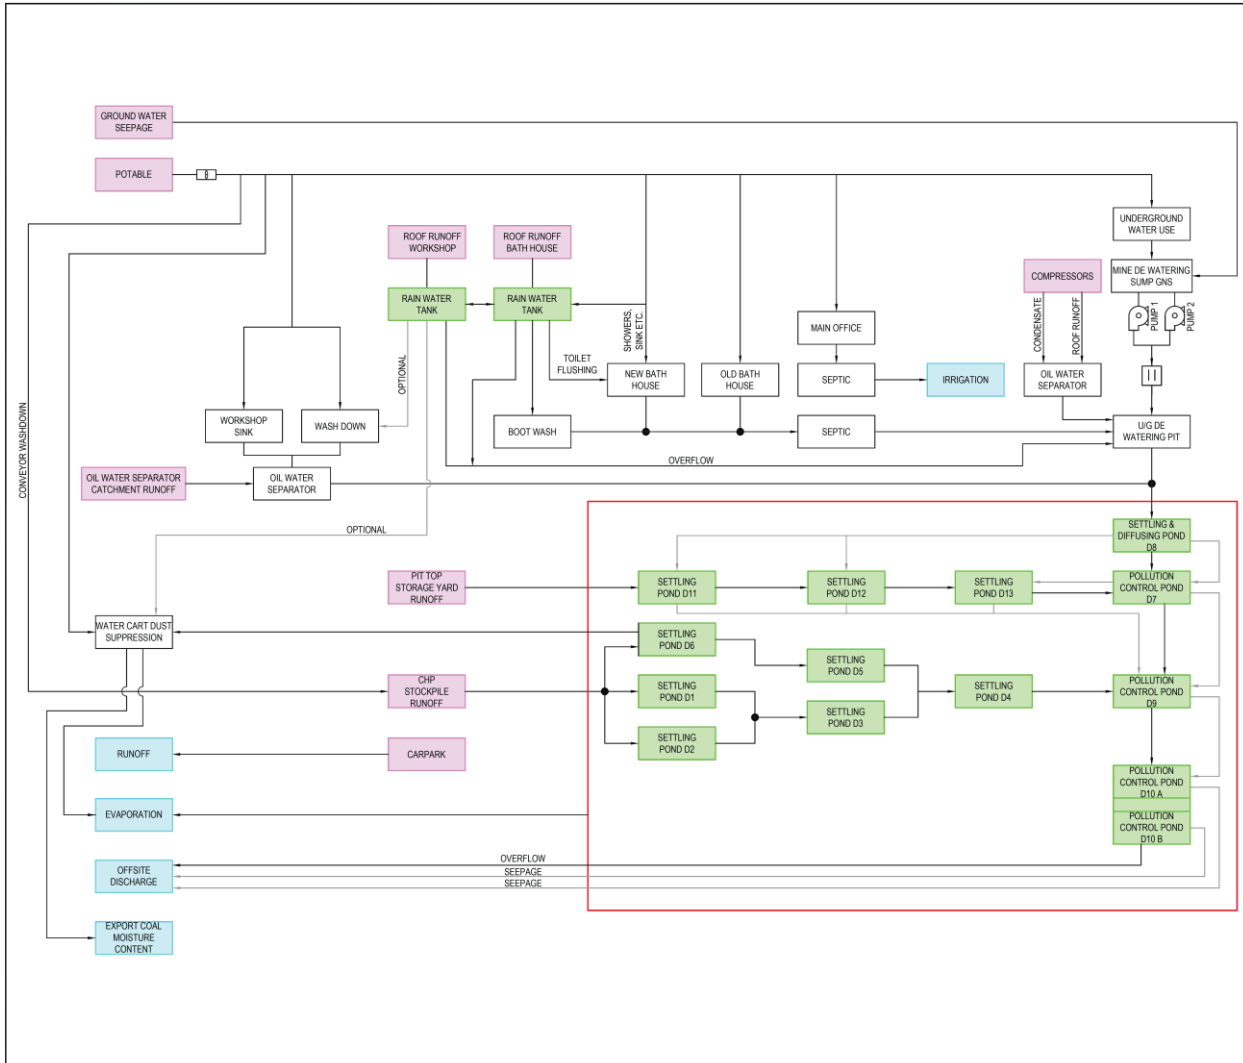 GROUND WATER
SEEPAGE
POTABLE
8
UNDERGROUND
WATER USE
ROOF RUNOFF
WORKSHOP
ROOF RUNOFF
BATH HOUSE
COMPRESSORS
MINE DE WATERING
SUMP GNS
RAIN WATER
TANK
RAIN WATER
TANK
SHOWERS,
SINK ETC.
MAIN OFFICE
CONDENSATE
ROOF RUNOFF
PUMP 1
PUMP 2
OPTIONAL
TOILET
FLUSHING
NEW BATH
HOUSE
OLD BATH
HOUSE
SEPTIC
IRRIGATION
OIL WATER
SEPARATOR
WORKSHOP
SINK
WASH DOWN
BOOT WASH
SEPTIC
U/G DE
WATERING PIT
CONVEYOR WASHDOWN
OVERFLOW
OIL WATER SEPARATOR
CATCHMENT RUNOFF
OIL WATER
SEPARATOR
OPTIONAL
SETTLING &
DIFFUSING POND
D8
PIT TOP
STORAGE YARD
RUNOFF
SETTLING
POND D11
SETTLING
POND D12
SETTLING
POND D13
POLLUTION
CONTROL POND
D7
WATER CART DUST
SUPPRESSION
SETTLING
POND D6
SETTLING
POND D5
CHP
STOCKPILE
RUNOFF
SETTLING
POND D1
SETTLING
POND D4
POLLUTION
CONTROL POND
D9
SETTLING
POND D3
SETTLING
POND D2
RUNOFF
CARPARK
POLLUTION
CONTROL POND
D10 A
EVAPORATION
POLLUTION
CONTROL POND
D10 B
OFFSITE
DISCHARGE
OVERFLOW
SEEPAGE
SEEPAGE
EXPORT COAL
MOISTURE
CONTENT